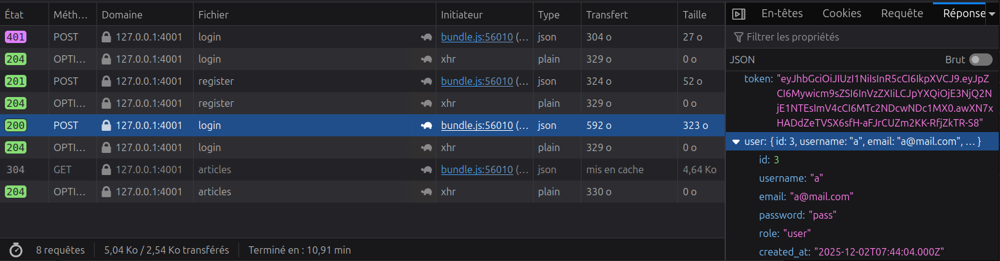 État Méth… Domaine Fichier Initiateur Type Transfert Taille
401 POST 127.0.0.1:4001 login bundle.js:56010 (… json 304 o 27 o
204 OPTI… 127.0.0.1:4001 login xhr plain 329 o 0 o
201 POST 127.0.0.1:4001 register bundle.js:56010 (… json 324 o 52 o
204 OPTI… 127.0.0.1:4001 register xhr plain 329 o 0 o
200 POST 127.0.0.1:4001 login bundle.js:56010 (… json 592 o 323 o
204 OPTI… 127.0.0.1:4001 login xhr plain 329 o 0 o
304 GET 127.0.0.1:4001 articles bundle.js:56010 (… json mis en cache 4,64 Ko
204 OPTI… 127.0.0.1:4001 articles xhr plain 330 o 0 o
8 requêtes 5,04 Ko / 2,54 Ko transférés Terminé en : 10,91 min
En-têtes Cookies Requête Réponse
Filtrer les propriétés
JSON Brut
token: "eyJhbGciOiJIUzI1NiIsInR5cCI6IkpXVCJ9.eyJpZ
CI6Mywicm9sZSI6InVzZXIiLCJpYXQiOjE3NjQ2N
jE1NTEsImV4cCI6MTc2NDcwNDc1MX0.awXN7x
HADdZeTVSX6sfH-aFJrCUZm2KK-RfjZkTR-S8"
user: { id: 3, username: "a", email: "a@mail.com", … }
id: 3
username: "a"
email: "a@mail.com"
password: "pass"
role: "user"
created_at: "2025-12-02T07:44:04.000Z"